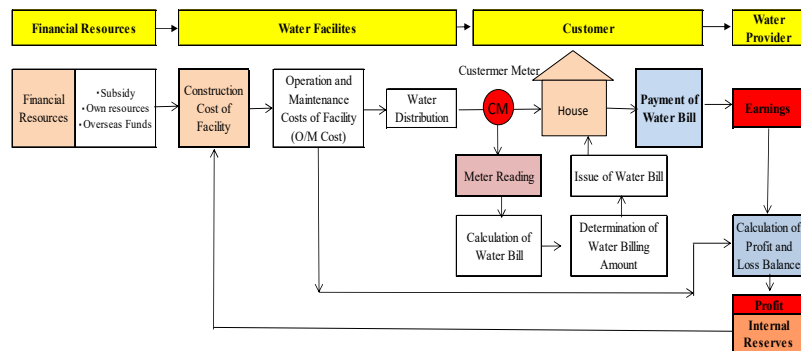 Financial Resources
Water Facilites
Customer
Water
Provider
Financial
Resources
・Subsidy
・Own resources
・Overseas Funds
Construction
Cost of
Facility
Operation and
Maintenance
Costs of Facility
(O/M Cost)
Water
Distribution
Custermer Meter
CM
House
Payment of
Water Bill
Earnings
Meter Reading
Issue of Water Bill
Calculation of
Water Bill
Determination of
Water Billing
Amount
Calculation of
Profit and
Loss Balance
Profit
Internal
Reserves